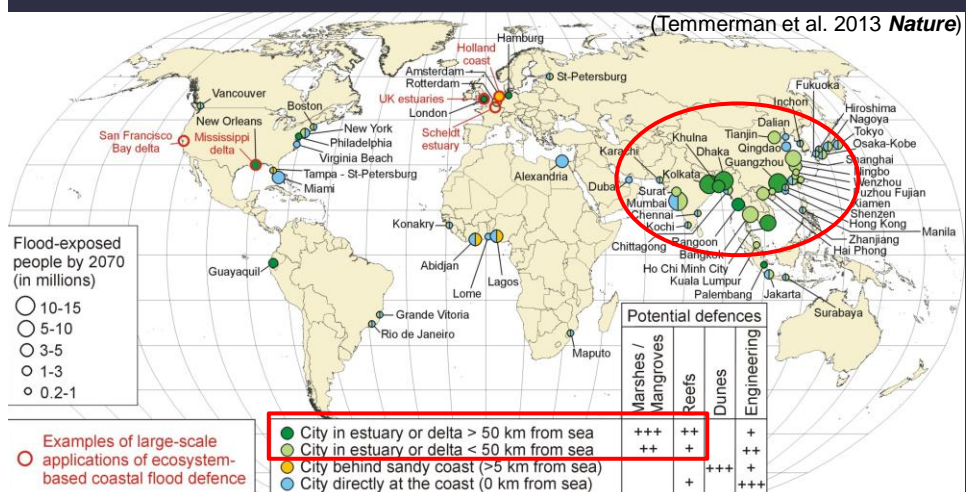 (Temmerman et al. 2013 Nature)
Hamburg
Holland
coast
Amsterdam
Rotterdam
UK estuaries
London
Scheldt
estuary
St-Petersburg
Vancouver
Boston
New Orleans
New York
Philadelphia
Virginia Beach
San Francisco
Bay delta
Mississippi
delta
Tampa - St-Petersburg
Miami
Fukuoka
Inchon
Hiroshima
Nagoya
Dalian
Tokyo
Tianjin
Osaka-Kobe
Qingdao
Khulna
Dhaka
Guangzhou
Shanghai
Karachi
Kolkata
Ningbo
Wenzhou
Fuzhou Fujian
Xiamen
Shenzen
Hong Kong
Manila
Zhanjiang
Hai Phong
Alexandria
Dubai
Surat
Mumbai
Chennai
Kochi
Chittagong
Rangoon
Bangkok
Ho Chi Minh City
Kuala Lumpur
Palembang
Jakarta
Surabaya
Konakry
Abidjan
Lome
Lagos
Guayaquil
Grande Vitoria
Rio de Janeiro
Maputo
Flood-exposed
people by 2070
(in millions)
10-15
5-10
3-5
1-3
0.2-1
Examples of large-scale
applications of ecosystem-
based coastal flood defence
Potential defences
Marshes /
Mangroves
Reefs
Dunes
Engineering
City in estuary or delta > 50 km from sea +++ ++ +
City in estuary or delta < 50 km from sea ++ + ++
City behind sandy coast (>5 km from sea) +++ +
City directly at the coast (0 km from sea) + +++